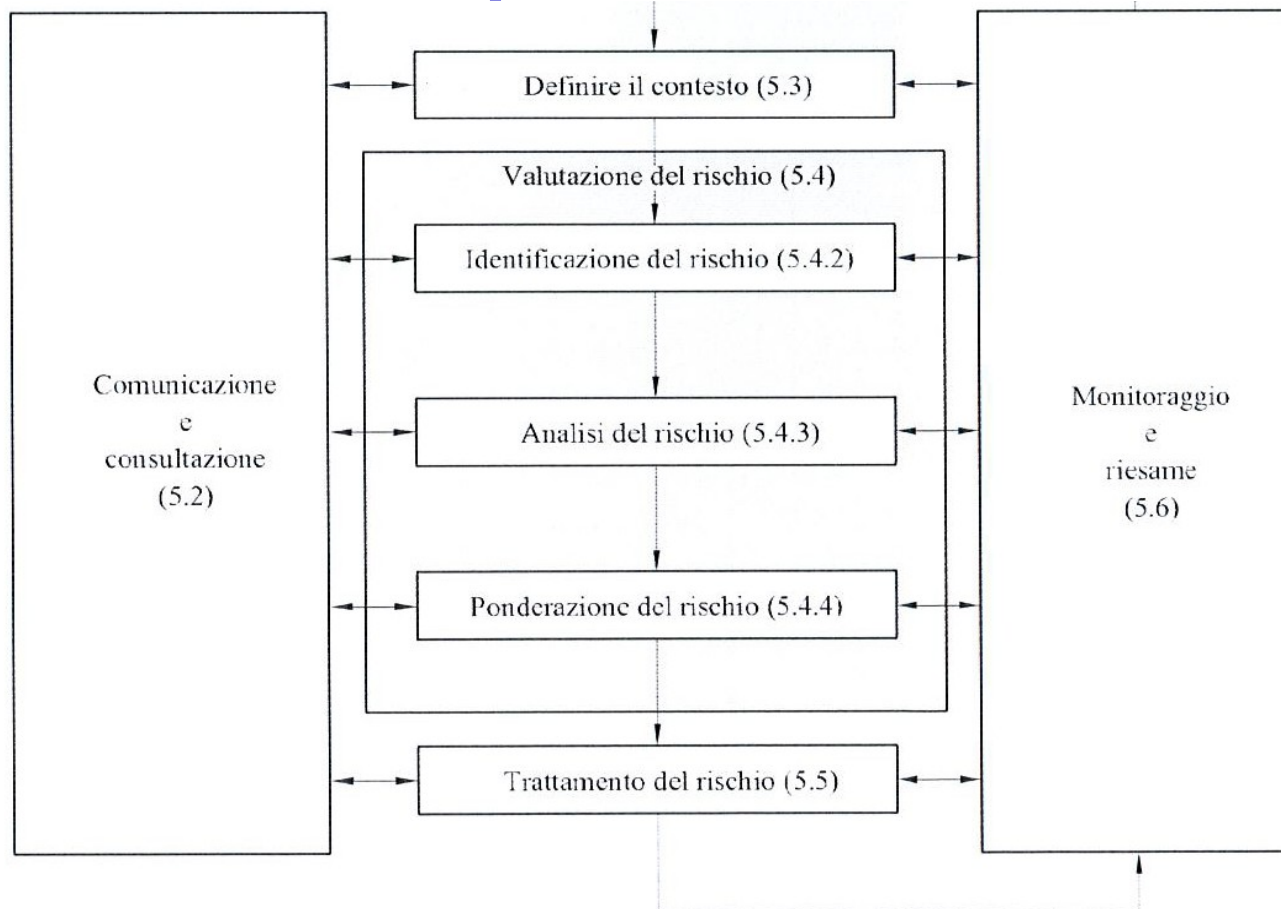 Definire il contesto (5.3)
Valutazione del rischio (5.4)
Identificazione del rischio (5.4.2)
Analisi del rischio (5.4.3)
Ponderazione del rischio (5.4.4)
Trattamento del rischio (5.5)
Comunicazione
e
consultazione
(5.2)
Monitoraggio
e
riesame
(5.6)